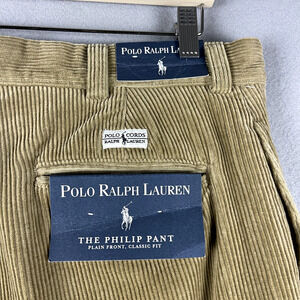 POLO RALPH LAUREN
POLO CORDS
RALPH LAUREN
POLO RALPH LAUREN
THE PHILIP PANT
PLAIN FRONT, CLASSIC FIT